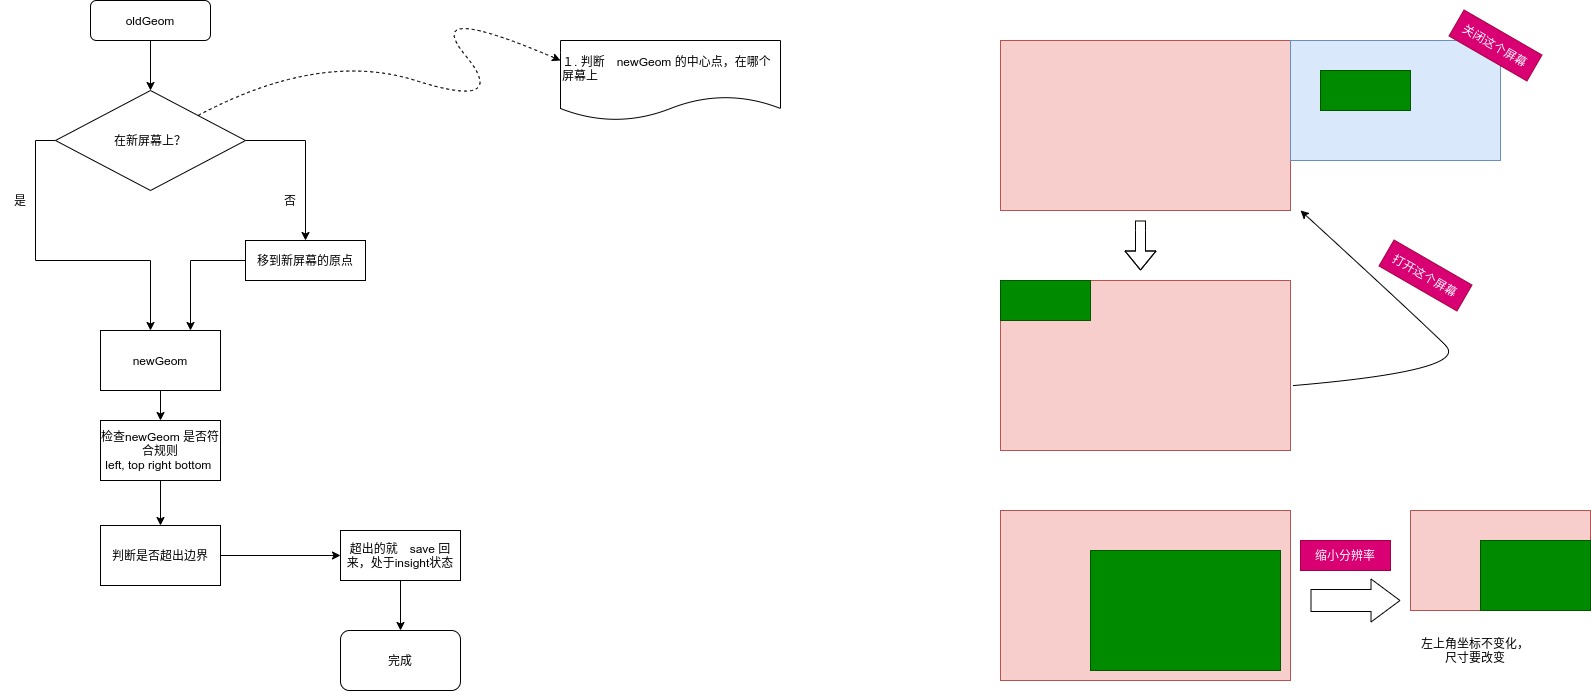 oldGeom
在新屏幕上?
是
否
移到新屏幕的原点
newGeom
检查newGeom 是否符
合规则
left, top right bottom
判断是否超出边界
超出的就 save 回
来，处于insight状态
完成
1. 判断 newGeom 的中心点，在哪个
屏幕上
关闭这个屏幕
打开这个屏幕
缩小分辨率
左上角坐标不变化，
尺寸要改变